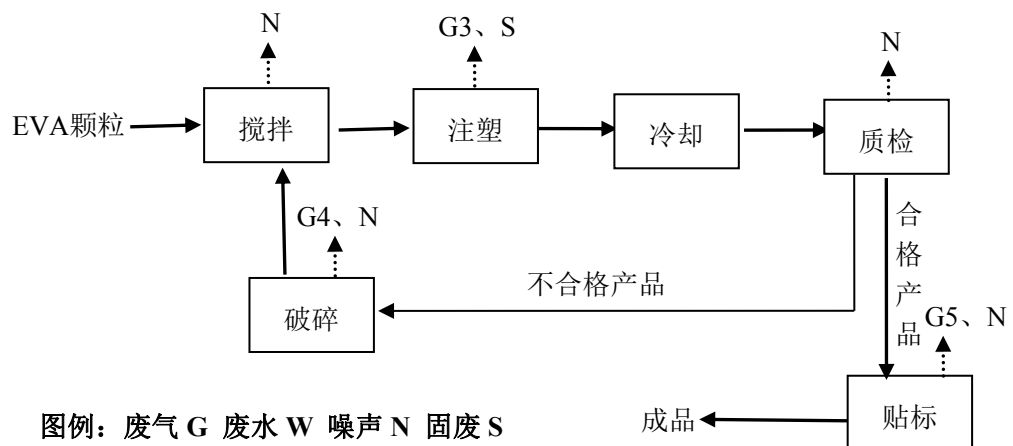 N
G3、S
N
EVA颗粒
搅拌
注塑
冷却
质检
G4、N
合格产品
不合格产品
破碎
G5、N
成品
贴标
图例：废气 G 废水 W 噪声 N 固废 S